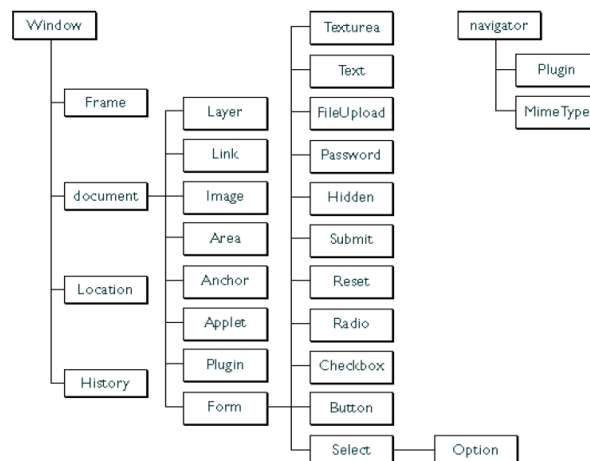 Window
Frame
document
Location
History
Layer
Link
Image
Area
Anchor
Applet
Plugin
Form
Texturea
Text
FileUpload
Password
Hidden
Submit
Reset
Radio
Checkbox
Button
Select
Option
navigator
Plugin
MimeType